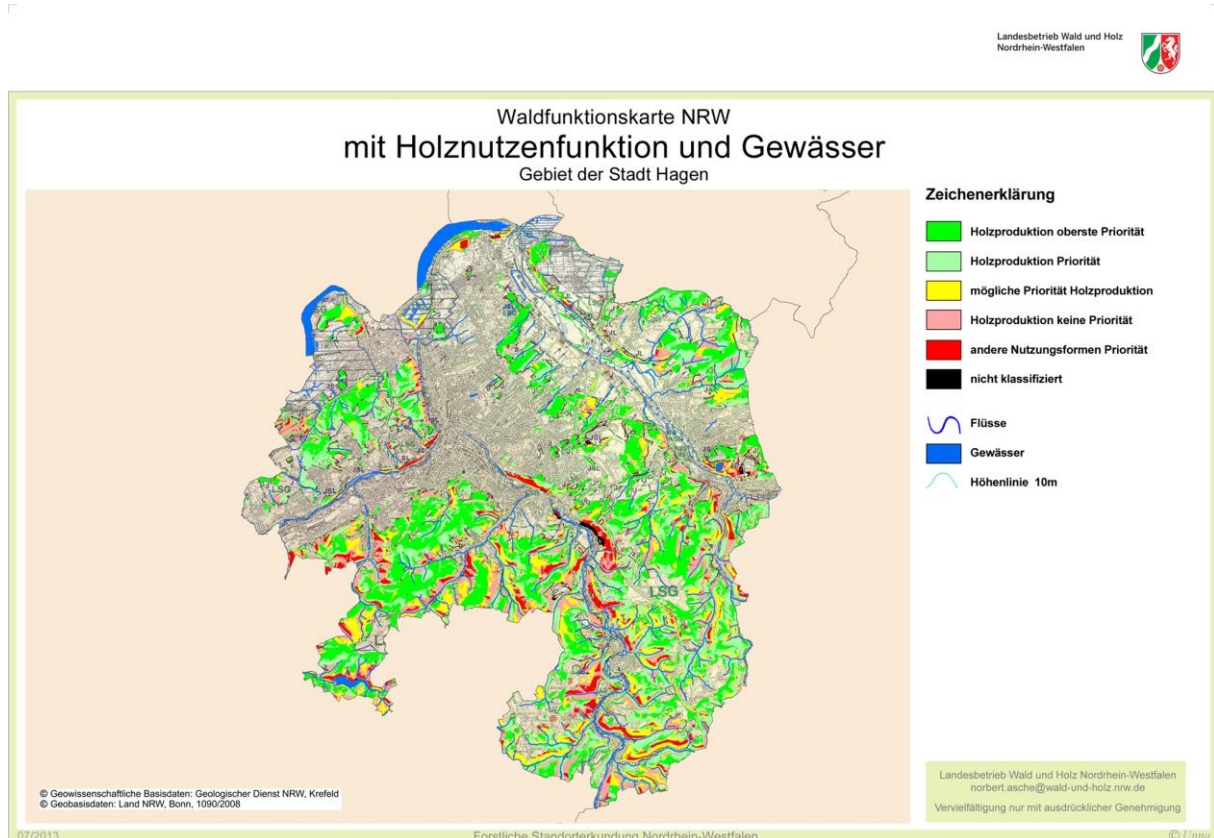 Landesbetrieb Wald und Holz
Nordrhein-Westfalen
Waldfunktionskarte NRW
mit Holznutzenfunktion und Gewässer
Gebiet der Stadt Hagen
Zeichenerklärung
Holzproduktion oberste Priorität
Holzproduktion Priorität
mögliche Priorität Holzproduktion
Holzproduktion keine Priorität
andere Nutzungsformen Priorität
nicht klassifiziert
Flüsse
Gewässer
Höhenlinie 10m
LSG
LSG
© Geowissenschaftliche Basisdaten: Geologischer Dienst NRW, Krefeld
© Geobasisdaten: Land NRW, Bonn, 1090/2008
Landesbetrieb Wald und Holz Nordrhein-Westfalen
norbert.asche@wald-und-holz.nrw.de
Vervielfältigung nur mit ausdrücklicher Genehmigung
07/2013
Forstliche Standorterkundung Nordrhein-Westfalen